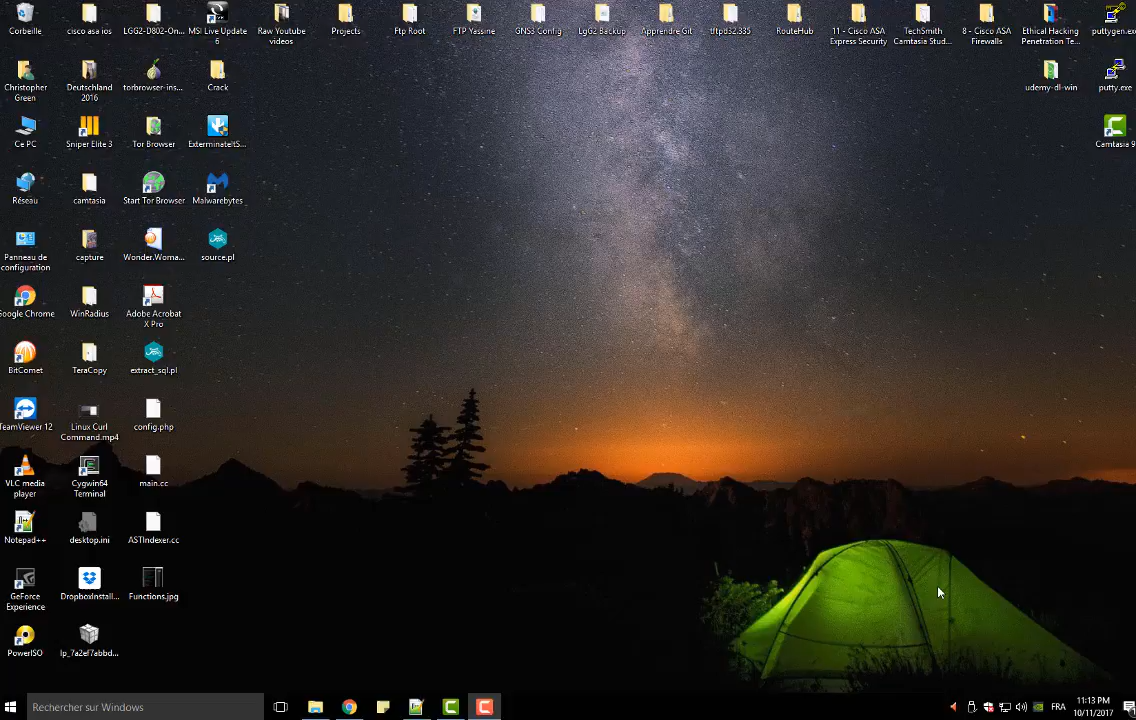 Corbeille
cisco asa ios
LGG2-D802-On...
MSI Live Update
6
Raw Youtube
videos
Projects
Ftp Root
FTP Yassine
GNS3 Config
LgG2 Backup
Apprendre Git
tftpd32.335
RouteHub
11 - Cisco ASA
Express Security
TechSmith
Camtasia Stud...
8 - Cisco ASA
Firewalls
Ethical Hacking
Penetration Te...
puttygen.exe
Christopher
Green
Deutschland
2016
torbrowser-ins...
Crack
udemy-dl-win
putty.exe
Ce PC
Sniper Elite 3
Tor Browser
ExterminateItS...
Camtasia 9
Réseau
camtasia
Start Tor Browser
Malwarebytes
Panneau de
configuration
capture
Wonder.Woma...
source.pl
Google Chrome
WinRadius
Adobe Acrobat
X Pro
BitComet
TeraCopy
extract_sql.pl
TeamViewer 12
Linux Curl
Command.mp4
config.php
VLC media
player
Cygwin64
Terminal
main.cc
Notepad++
desktop.ini
ASTIndexer.cc
GeForce
Experience
DropboxInstall...
Functions.jpg
PowerISO
lp_7a2ef7abbd...
Rechercher sur Windows
FRA
11:13 PM
10/11/2017